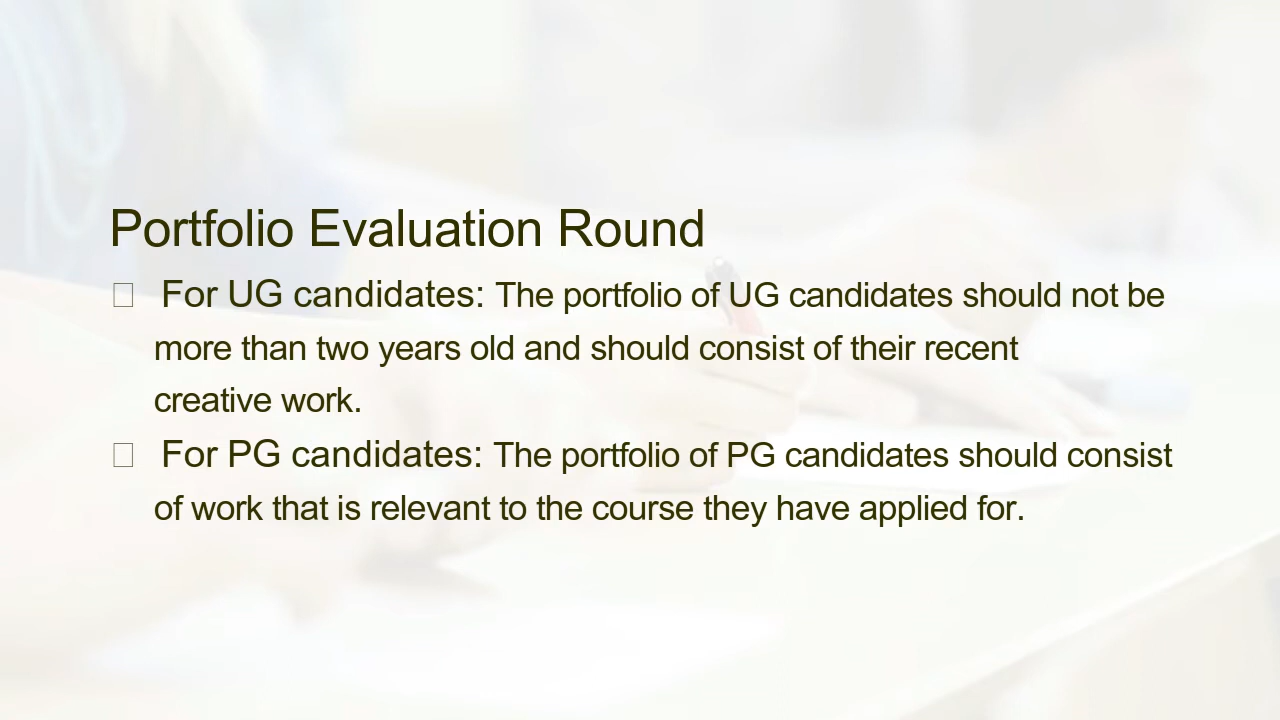 Portfolio Evaluation Round
For UG candidates: The portfolio of UG candidates should not be
more than two years old and should consist of their recent
creative work.
For PG candidates: The portfolio of PG candidates should consist
of work that is relevant to the course they have applied for.